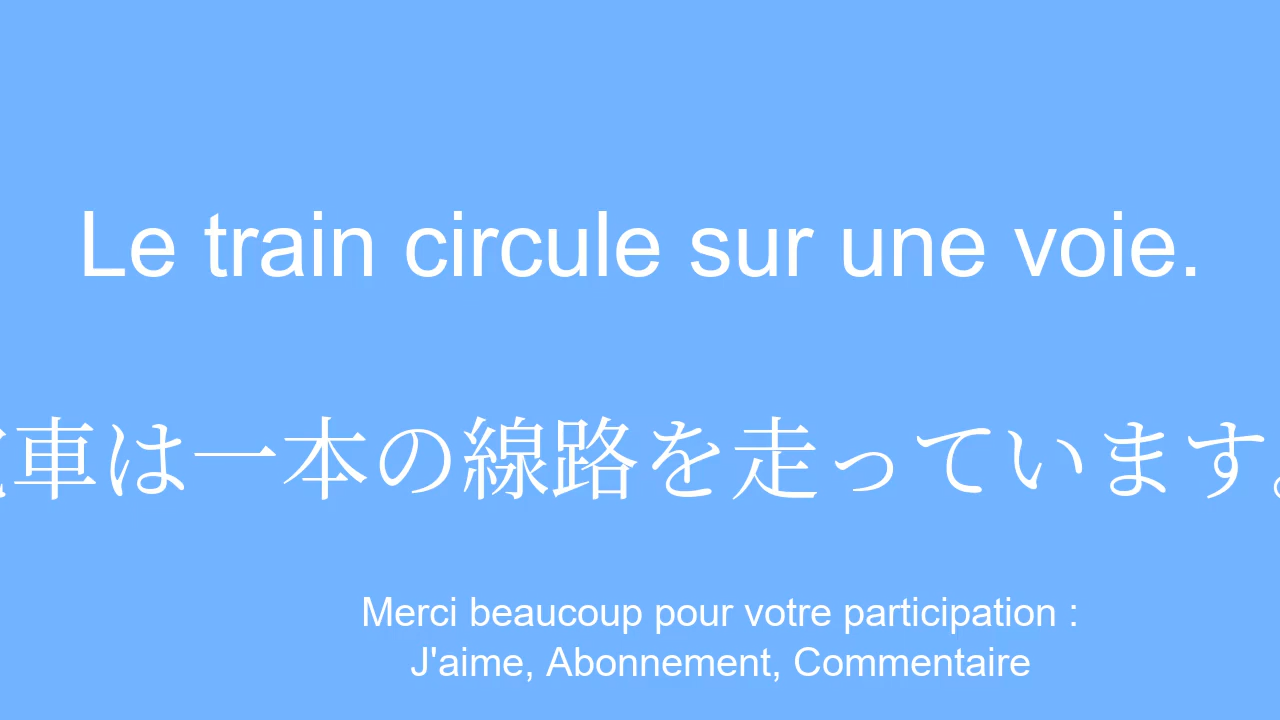 Le train circule sur une voie.
車は一本の線路を走っています。
Merci beaucoup pour votre participation :
J'aime, Abonnement, Commentaire